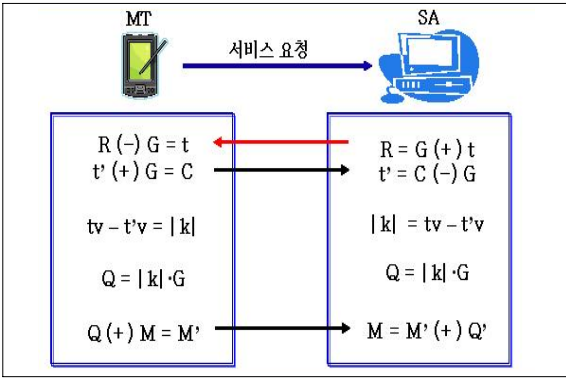 MT
SA
서비스 요청
R (–) G = t
t’ (+) G = C
tv – t’v = | k |
Q = | k | ·G
Q (+) M = M’
R = G (+) t
t’ = C (–) G
| k | = tv – t’v
Q = | k | ·G
M = M’ (+) Q’